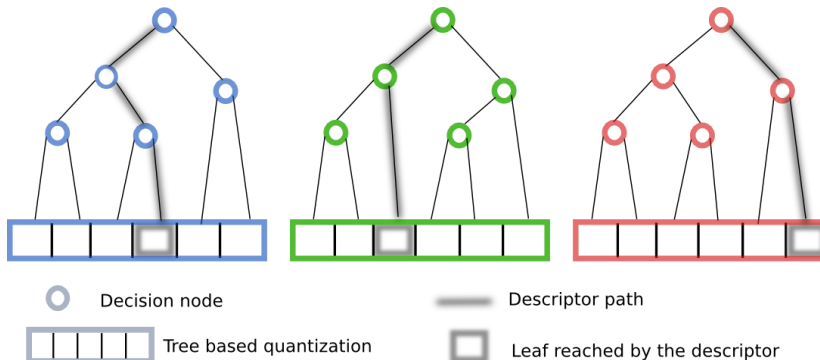 Decision node
Descriptor path
Tree based quantization
Leaf reached by the descriptor